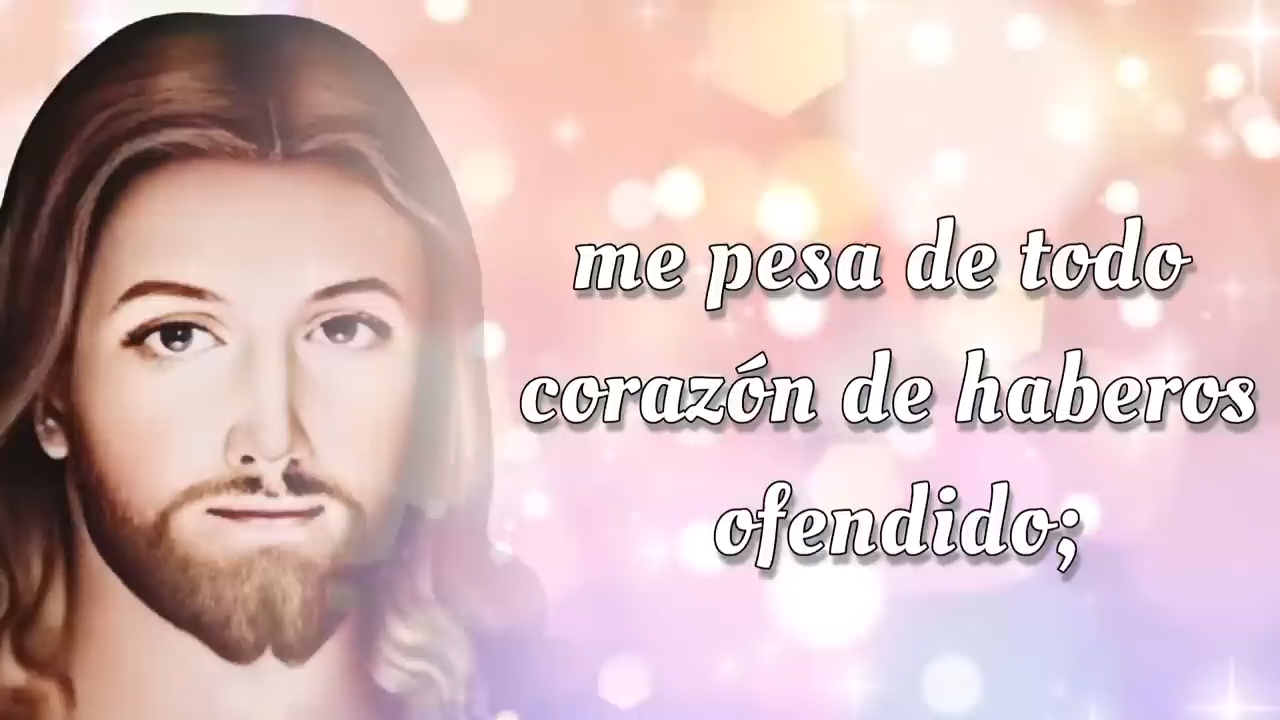 me pesa de todo
corazón de haberos
ofendido;